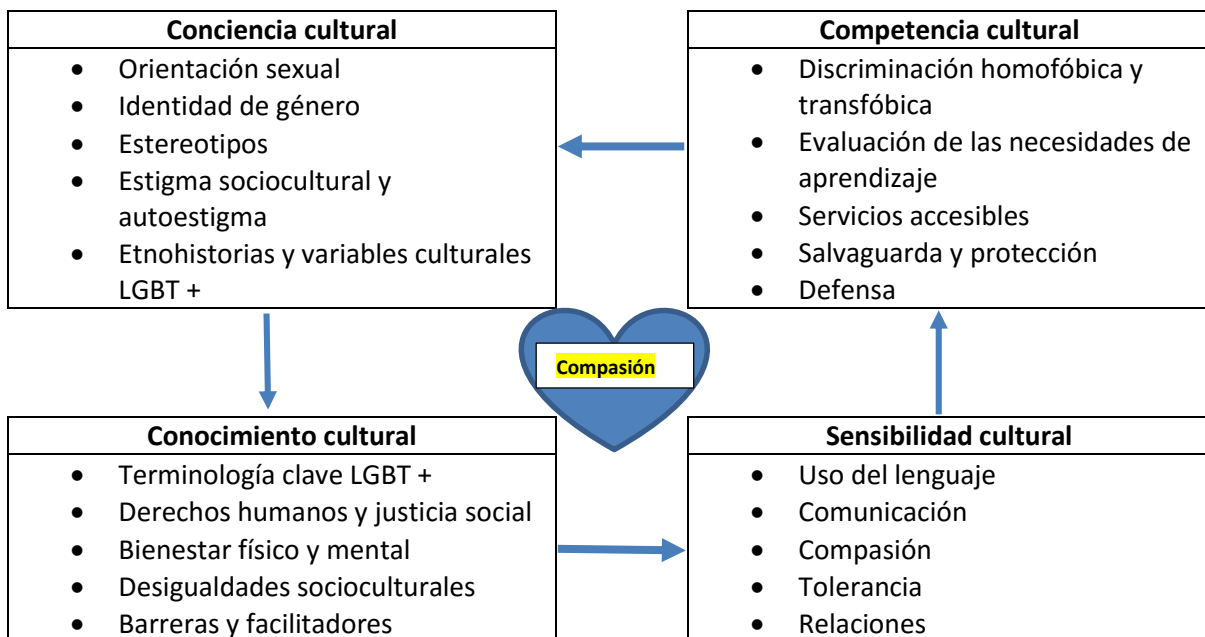 Conciencia cultural
• Orientación sexual
• Identidad de género
• Estereotipos
• Estigma sociocultural y
autoestigma
• Etnohistorias y variables culturales
LGBT +
Competencia cultural
• Discriminación homofóbica y
transfóbica
• Evaluación de las necesidades de
aprendizaje
• Servicios accesibles
• Salvaguarda y protección
• Defensa
Compasión
Conocimiento cultural
• Terminología clave LGBT +
• Derechos humanos y justicia social
• Bienestar físico y mental
• Desigualdades socioculturales
• Barreras y facilitadores
Sensibilidad cultural
• Uso del lenguaje
• Comunicación
• Compasión
• Tolerancia
• Relaciones